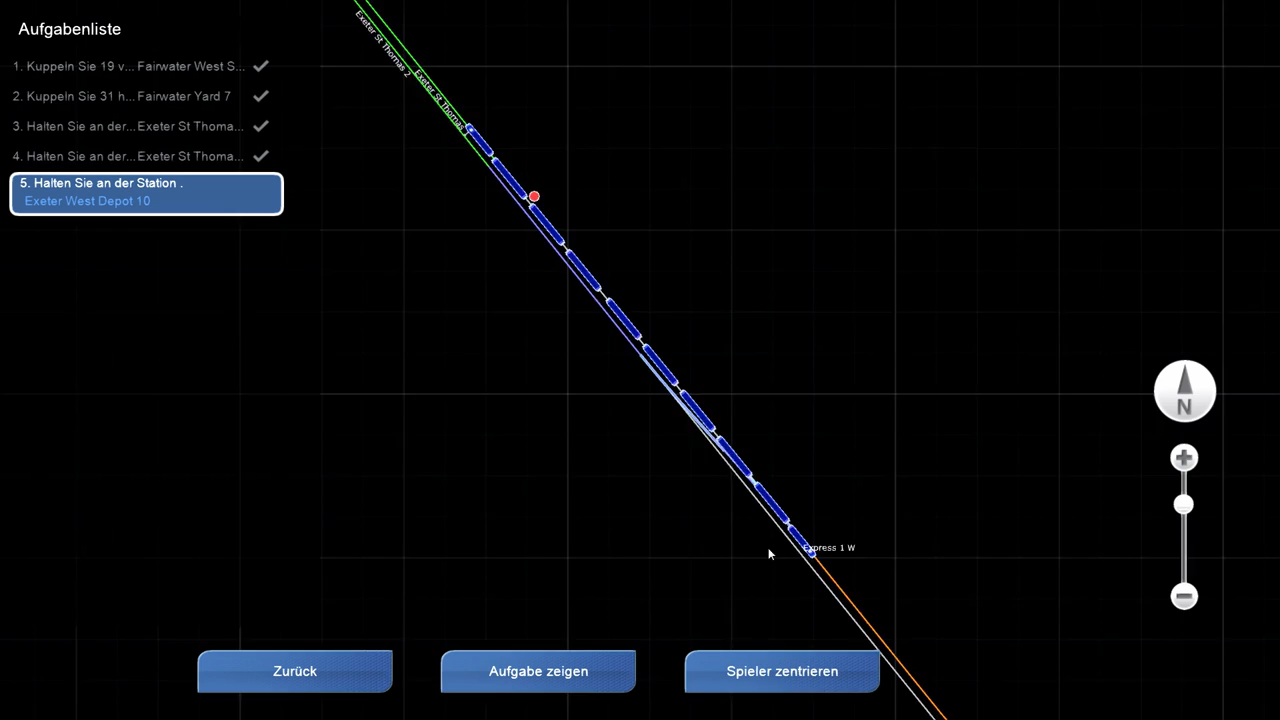 Aufgabenliste
1. Kuppeln Sie 19 v... Fairwater West S...
2. Kuppeln Sie 31 h... Fairwater Yard 7
3. Halten Sie an der... Exeter St Thoma...
4. Halten Sie an der... Exeter St Thoma...
5. Halten Sie an der Station .
Exeter West Depot 10
Exeter St Thomas 2
Exeter St Thomas
Express 1 W
N
Zurück
Aufgabe zeigen
Spieler zentrieren